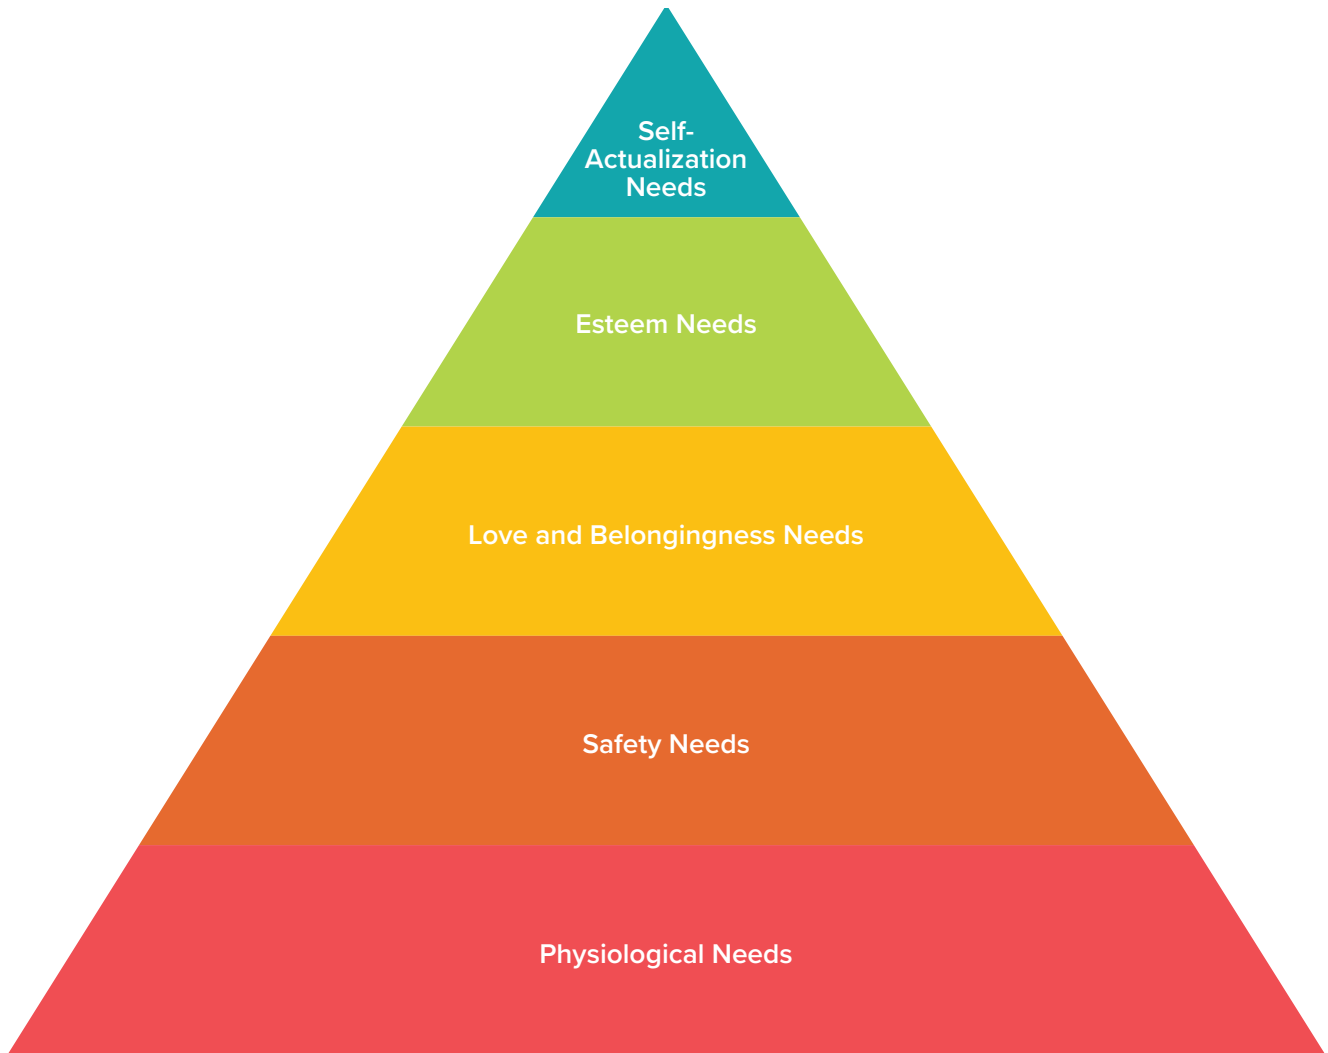 Self-
Actualization
Needs
Esteem Needs
Love and Belongingness Needs
Safety Needs
Physiological Needs